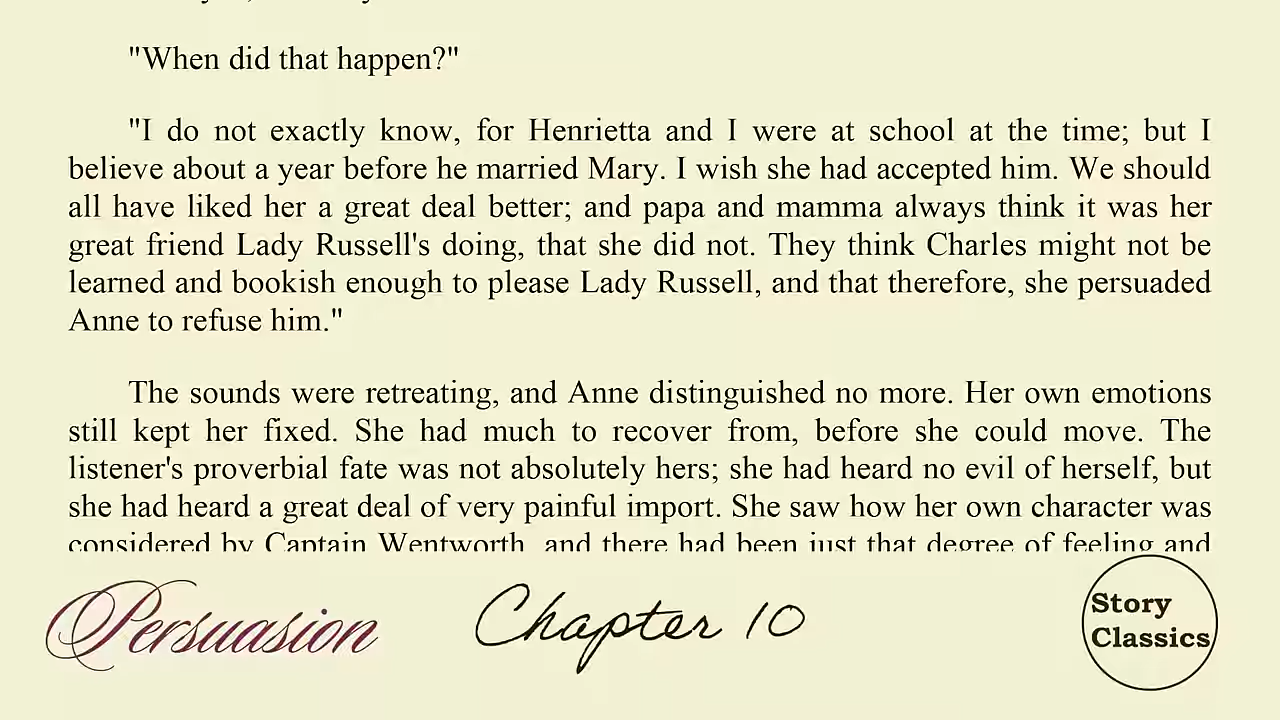 "When did that happen?"
"I do not exactly know, for Henrietta and I were at school at the time; but I
believe about a year before he married Mary. I wish she had accepted him. We should
all have liked her a great deal better; and papa and mamma always think it was her
great friend Lady Russell's doing, that she did not. They think Charles might not be
learned and bookish enough to please Lady Russell, and that therefore, she persuaded
Anne to refuse him."
The sounds were retreating, and Anne distinguished no more. Her own emotions
still kept her fixed. She had much to recover from, before she could move. The
listener's proverbial fate was not absolutely hers; she had heard no evil of herself, but
she had heard a great deal of very painful import. She saw how her own character was
considered by Captain Wentworth, and there had been just that degree of feeling and
Persuasion
Chapter 10
Story
Classics